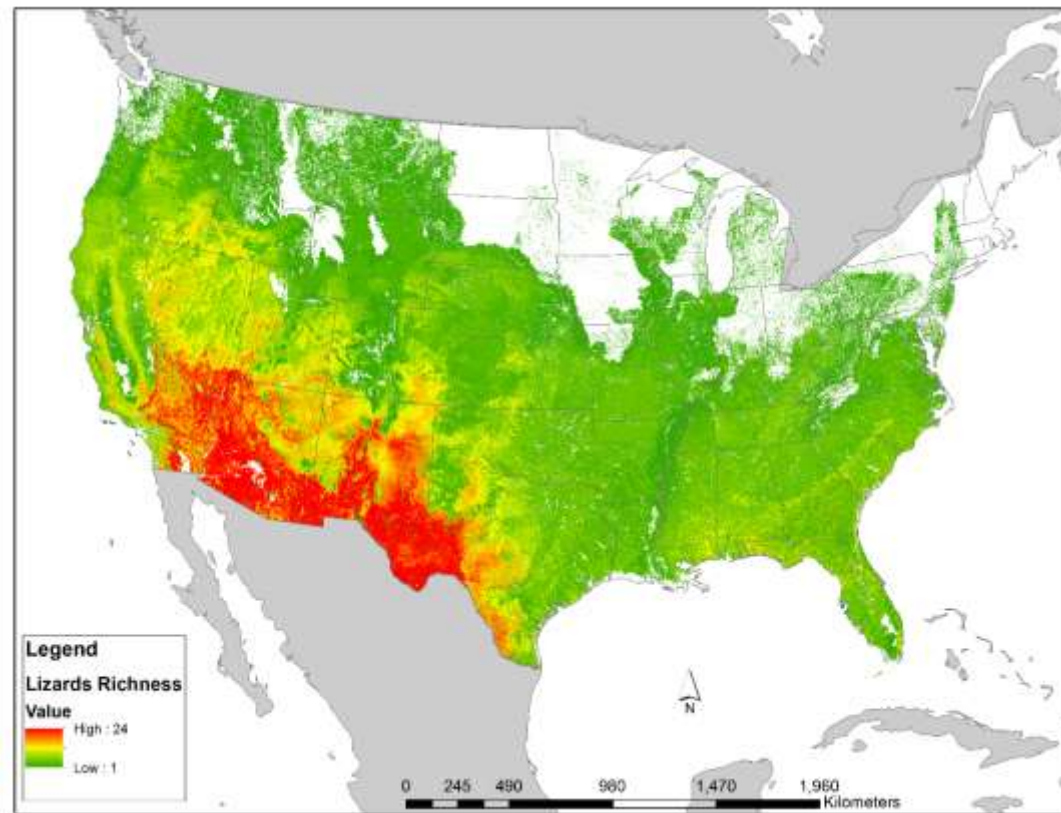 Legend
Lizards Richness
Value
High : 24
Low : 1
N
0 245 490 980 1,470 1,960
Kilometers